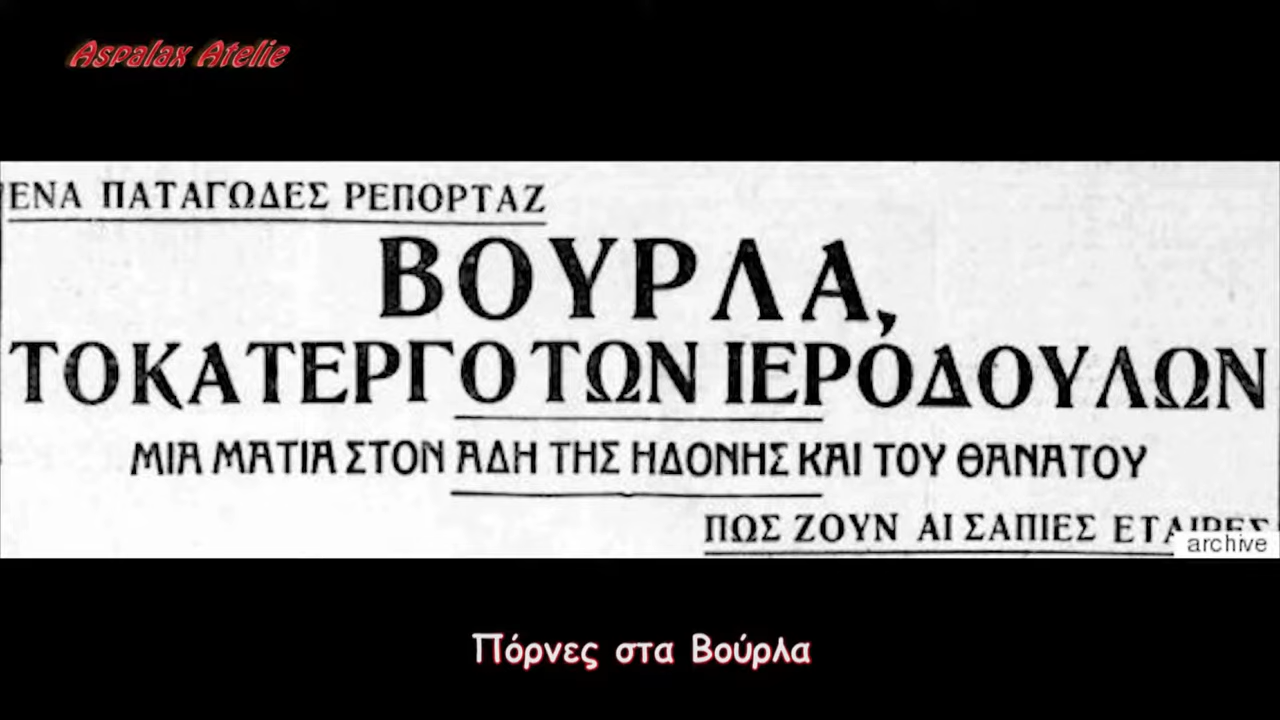 Aspalax Atelie
ΕΝΑ ΠΑΤΑΓΩΔΕΣ ΡΕΠΟΡΤΑΖ
ΒΟΥΡΛΑ,
ΤΟ ΚΑΤΕΡΓΟ ΤΩΝ ΙΕΡΟΔΟΥΛΩΝ
ΜΙΑ ΜΑΤΙΑ ΣΤΟΝ ΑΔΗ ΤΗΣ ΗΔΟΝΗΣ ΚΑΙ ΤΟΥ ΘΑΝΑΤΟΥ
ΠΩΣ ΖΟΥΝ ΑΙ ΣΑΠΙΕΣ ΕΤΑΙΡΕΣ
archive
Πόρνες στα Βούρλα